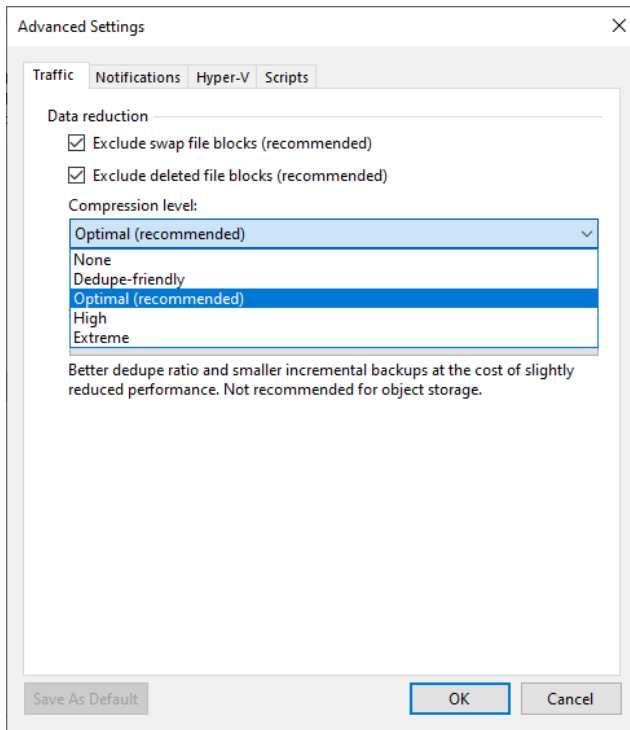 Advanced Settings
Traffic Notifications Hyper-V Scripts
Data reduction
Exclude swap file blocks (recommended)
Exclude deleted file blocks (recommended)
Compression level:
Optimal (recommended)
None
Dedupe-friendly
Optimal (recommended)
High
Extreme
Better dedupe ratio and smaller incremental backups at the cost of slightly
reduced performance. Not recommended for object storage.
Save As Default OK Cancel